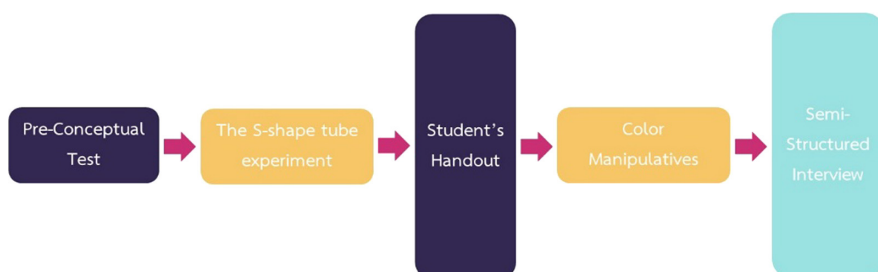 Pre-Conceptual
Test
The S-shape tube
experiment
Student's
Handout
Color
Manipulatives
Semi-
Structured
Interview